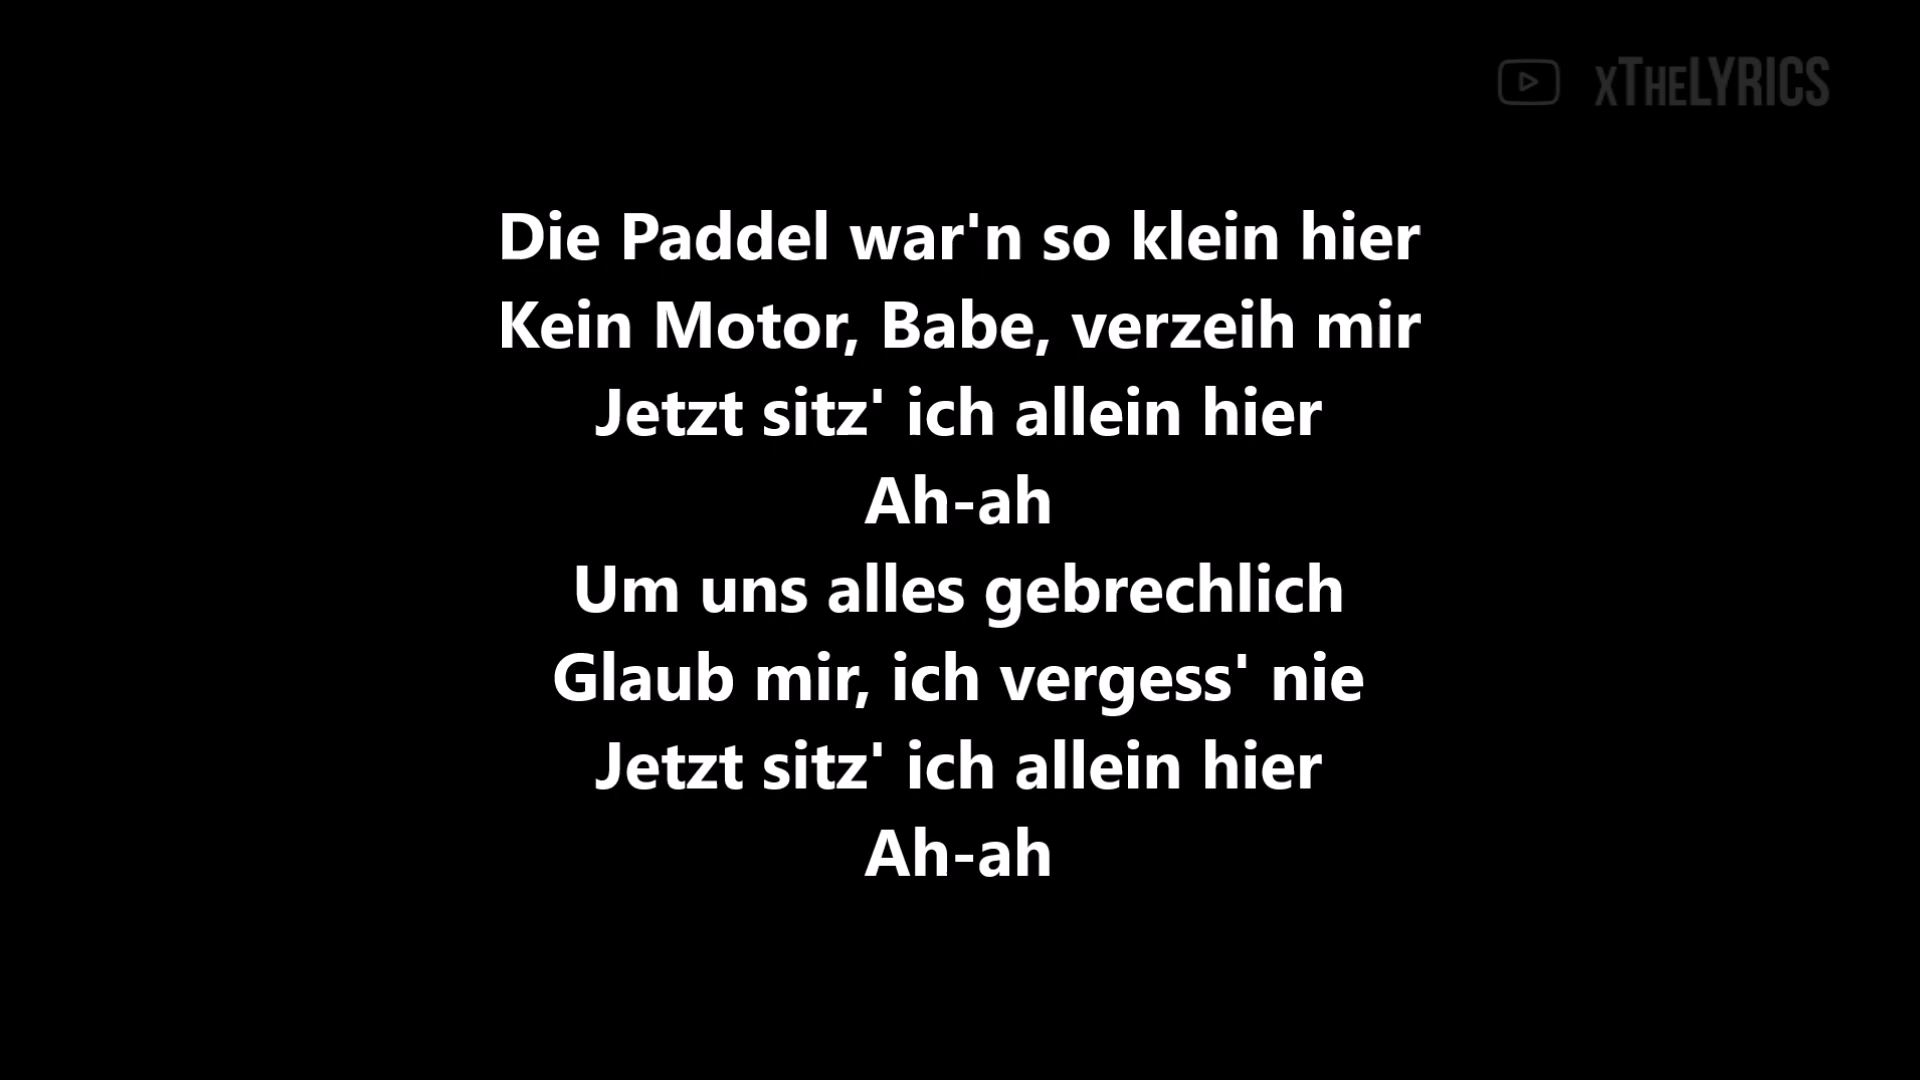 xTheLYRICS
Die Paddel war'n so klein hier
Kein Motor, Babe, verzeih mir
Jetzt sitz' ich allein hier
Ah-ah
Um uns alles gebrechlich
Glaub mir, ich vergess' nie
Jetzt sitz' ich allein hier
Ah-ah